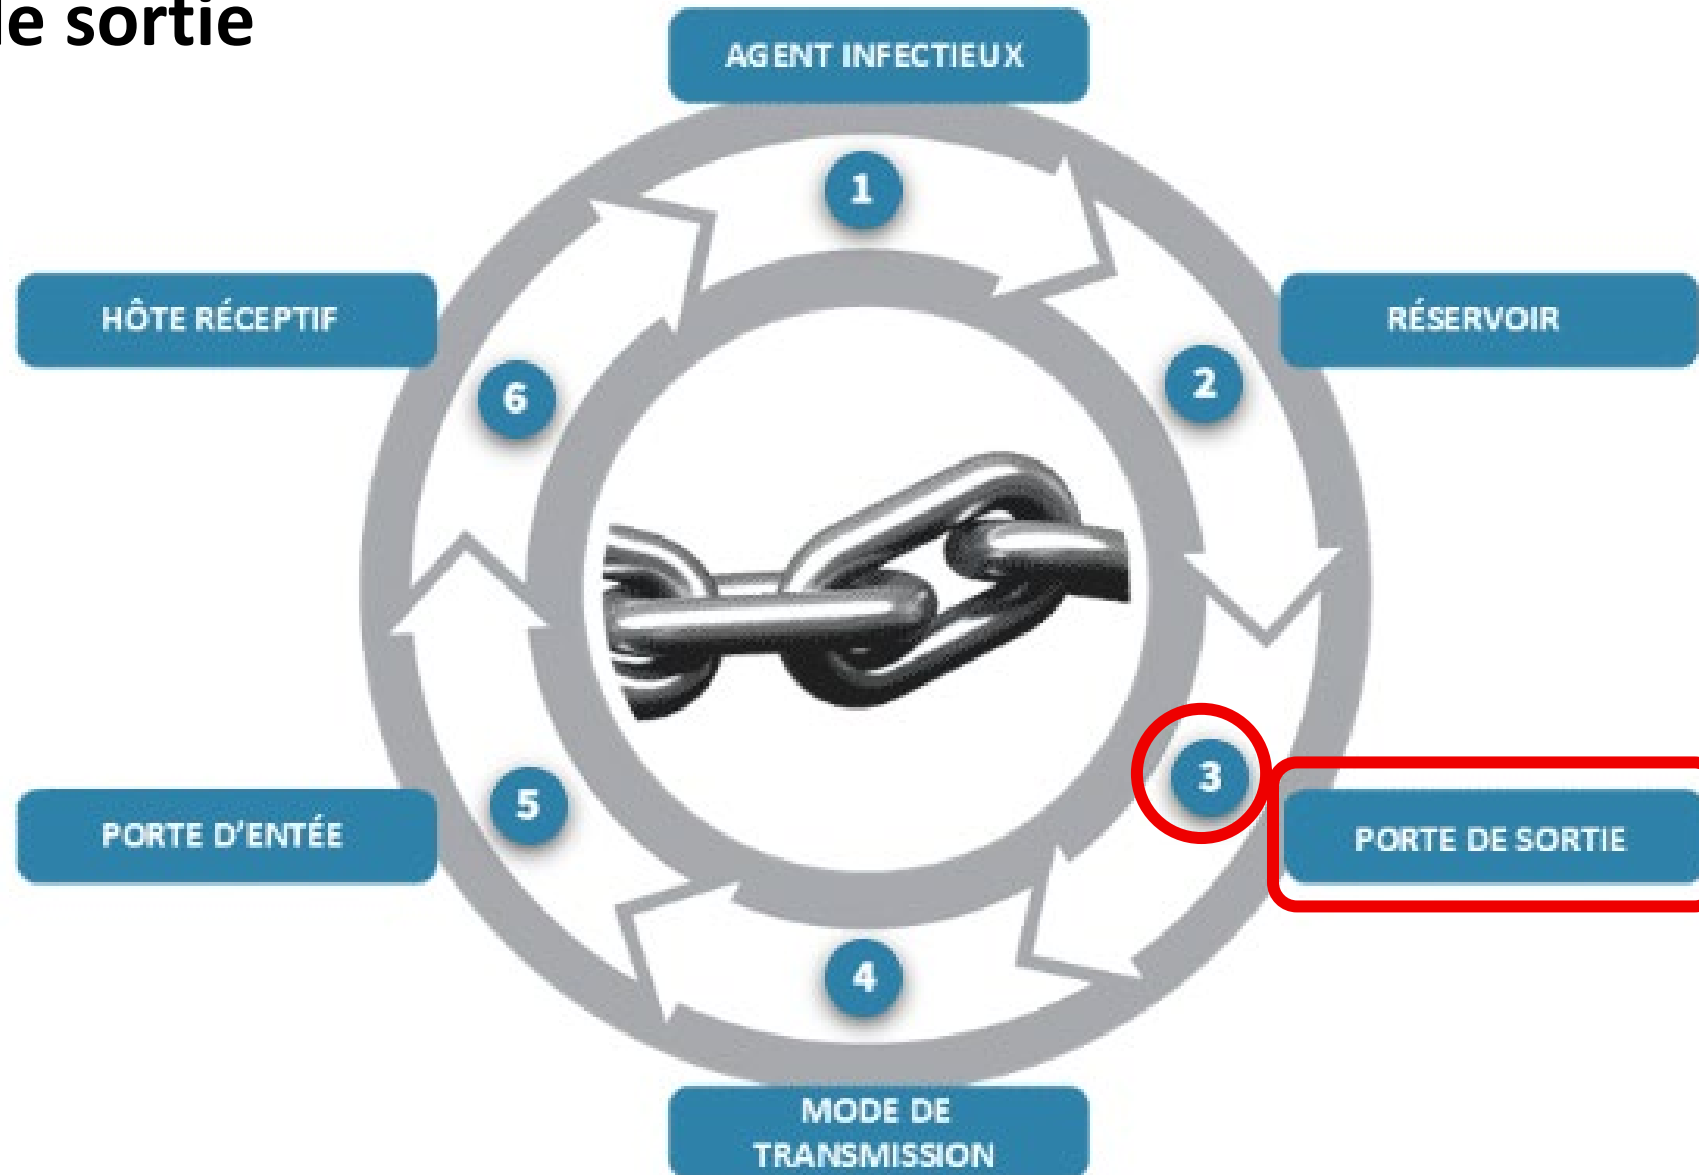 de sortie
AGENT INFECTIEUX
1
RÉSERVOIR
2
3
PORTE DE SORTIE
4
MODE DE
TRANSMISSION
5
PORTE D'ENTÉE
6
HÔTE RÉCEPTIF